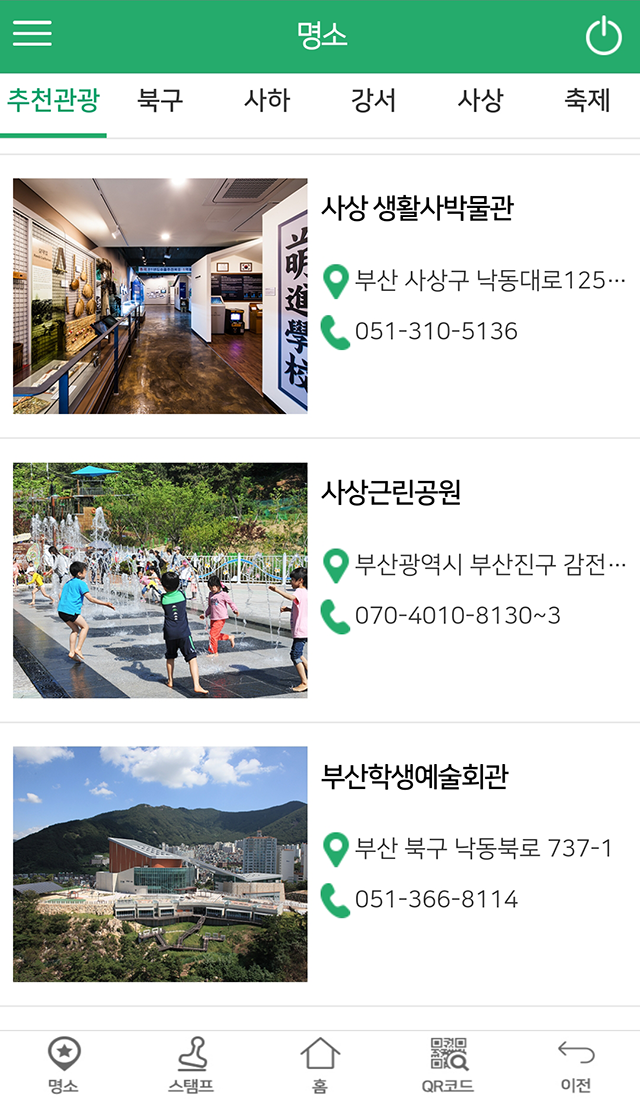 명소
추천관광 북구 사하 강서 사상 축제
萌進學校
사상 생활사박물관
부산 사상구 낙동대로125…
051-310-5136
사상근린공원
부산광역시 부산진구 감전…
070-4010-8130~3
부산학생예술회관
부산 북구 낙동북로 737-1
051-366-8114
명소 스탬프 홈 QR코드 이전